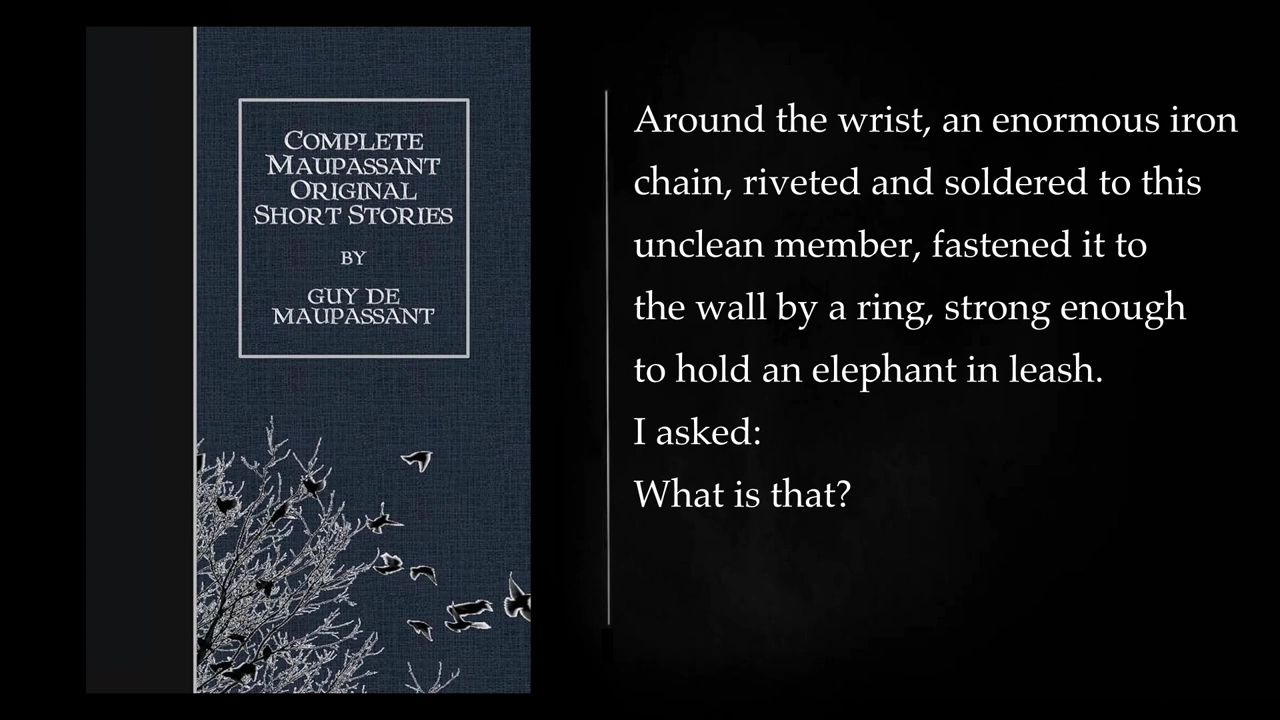 COMPLETE
MAUPASSANT
ORIGINAL
SHORT STORIES
BY
GUY DE
MAUPASSANT
Around the wrist, an enormous iron
chain, riveted and soldered to this
unclean member, fastened it to
the wall by a ring, strong enough
to hold an elephant in leash.
I asked:
What is that?